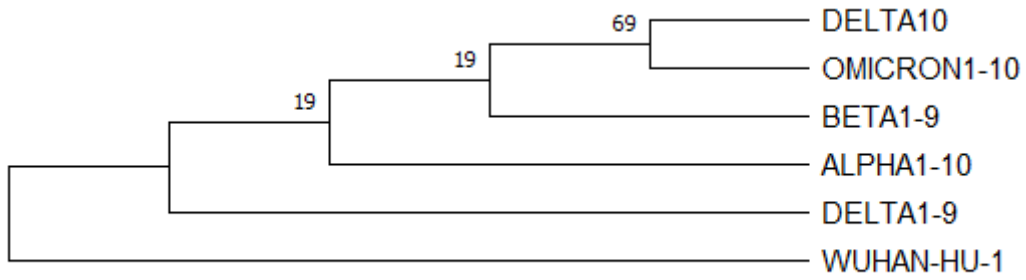 69
DELTA10
OMICRON1-10
19
BETA1-9
19
ALPHA1-10
DELTA1-9
WUHAN-HU-1